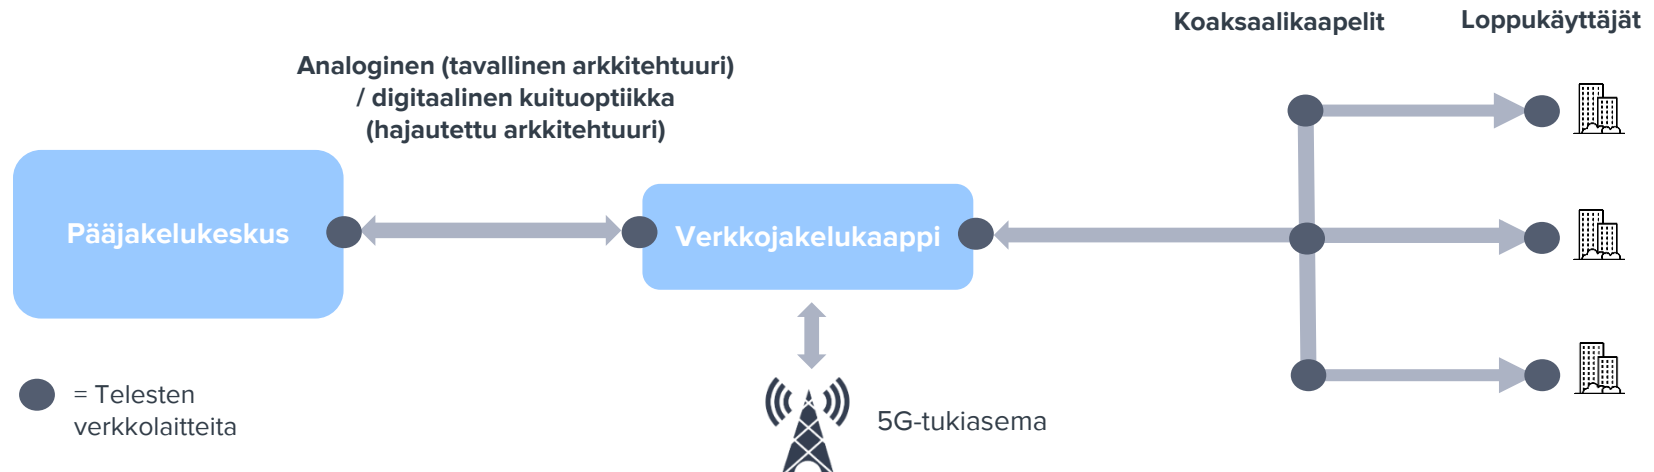 Koaksaalikaapelit
Loppukäyttäjät
Analoginen (tavallinen arkkitehtuuri)
/ digitaalinen kuituoptiikka
(hajautettu arkkitehtuuri)
Pääjakelukeskus
Verkkojakelukaappi
= Telesten
verkkolaitteita
5G-tukiasema